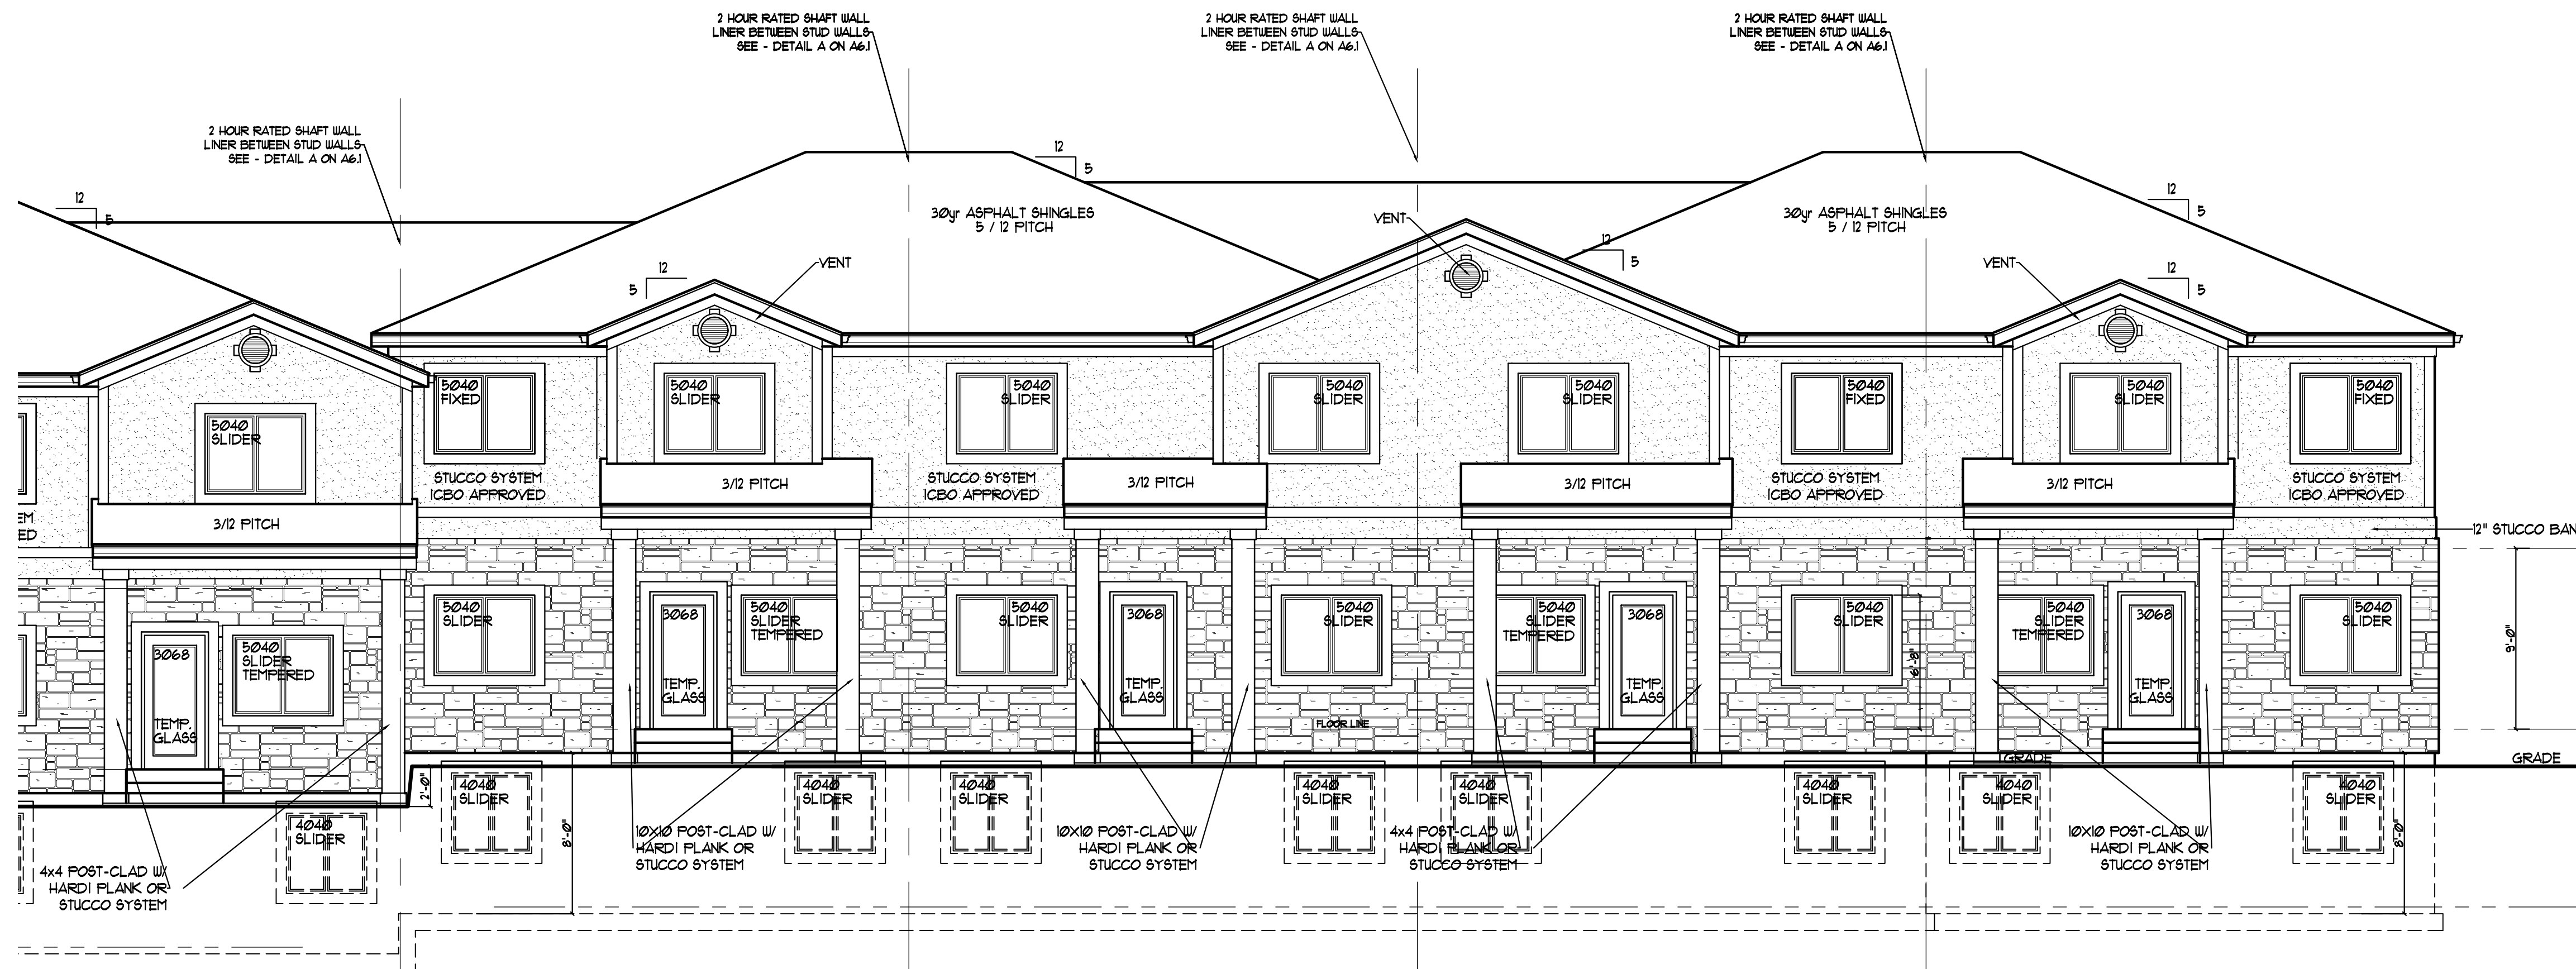 2 HOUR RATED SHAFT WALL
LINER BETWEEN STUD WALLS
SEE - DETAIL A ON A6.1
2 HOUR RATED SHAFT WALL
LINER BETWEEN STUD WALLS
SEE - DETAIL A ON A6.1
2 HOUR RATED SHAFT WALL
LINER BETWEEN STUD WALLS
SEE - DETAIL A ON A6.1
2 HOUR RATED SHAFT WALL
LINER BETWEEN STUD WALLS
SEE - DETAIL A ON A6.1
12
5
12
5
12
5
12
5
12
5
12
5
30yr ASPHALT SHINGLES
5 / 12 PITCH
30yr ASPHALT SHINGLES
5 / 12 PITCH
VENT
VENT
VENT
5040
SLIDER
5040
FIXED
5040
SLIDER
5040
SLIDER
5040
SLIDER
5040
SLIDER
5040
FIXED
5040
SLIDER
5040
FIXED
STUCCO SYSTEM
ICBO APPROVED
STUCCO SYSTEM
ICBO APPROVED
STUCCO SYSTEM
ICBO APPROVED
STUCCO SYSTEM
ICBO APPROVED
EM
ED
3/12 PITCH
3/12 PITCH
3/12 PITCH
3/12 PITCH
3/12 PITCH
12" STUCCO BAN
3068
TEMP.
GLASS
5040
SLIDER
TEMPERED
5040
SLIDER
3068
TEMP.
GLASS
5040
SLIDER
TEMPERED
5040
SLIDER
3068
TEMP.
GLASS
5040
SLIDER
5040
SLIDER
TEMPERED
3068
TEMP.
GLASS
5040
SLIDER
6'-8"
5040
SLIDER
TEMPERED
3068
TEMP.
GLASS
5040
SLIDER
9'-0"
FLOOR LINE
GRADE
GRADE
2'-0"
8'-0"
8'-0"
4040
SLIDER
4040
SLIDER
4040
SLIDER
4040
SLIDER
4040
SLIDER
4040
SLIDER
4040
SLIDER
4040
SLIDER
4040
SLIDER
4x4 POST-CLAD W/
HARDI PLANK OR
STUCCO SYSTEM
10X10 POST-CLAD W/
HARDI PLANK OR
STUCCO SYSTEM
10X10 POST-CLAD W/
HARDI PLANK OR
STUCCO SYSTEM
4x4 POST-CLAD W/
HARDI PLANK OR
STUCCO SYSTEM
10X10 POST-CLAD W/
HARDI PLANK OR
STUCCO SYSTEM